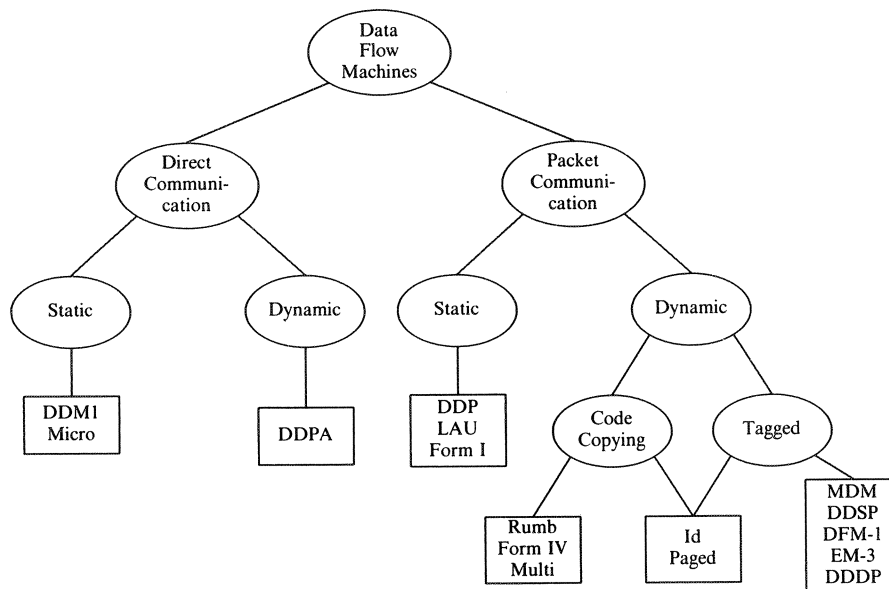 Data
Flow
Machines
Direct
Communi-
cation
Packet
Communi-
cation
Static
Dynamic
Static
Dynamic
DDM1
Micro
DDPA
DDP
LAU
Form I
Code
Copying
Tagged
Rumb
Form IV
Multi
Id
Paged
MDM
DDSP
DFM-1
EM-3
DDDP